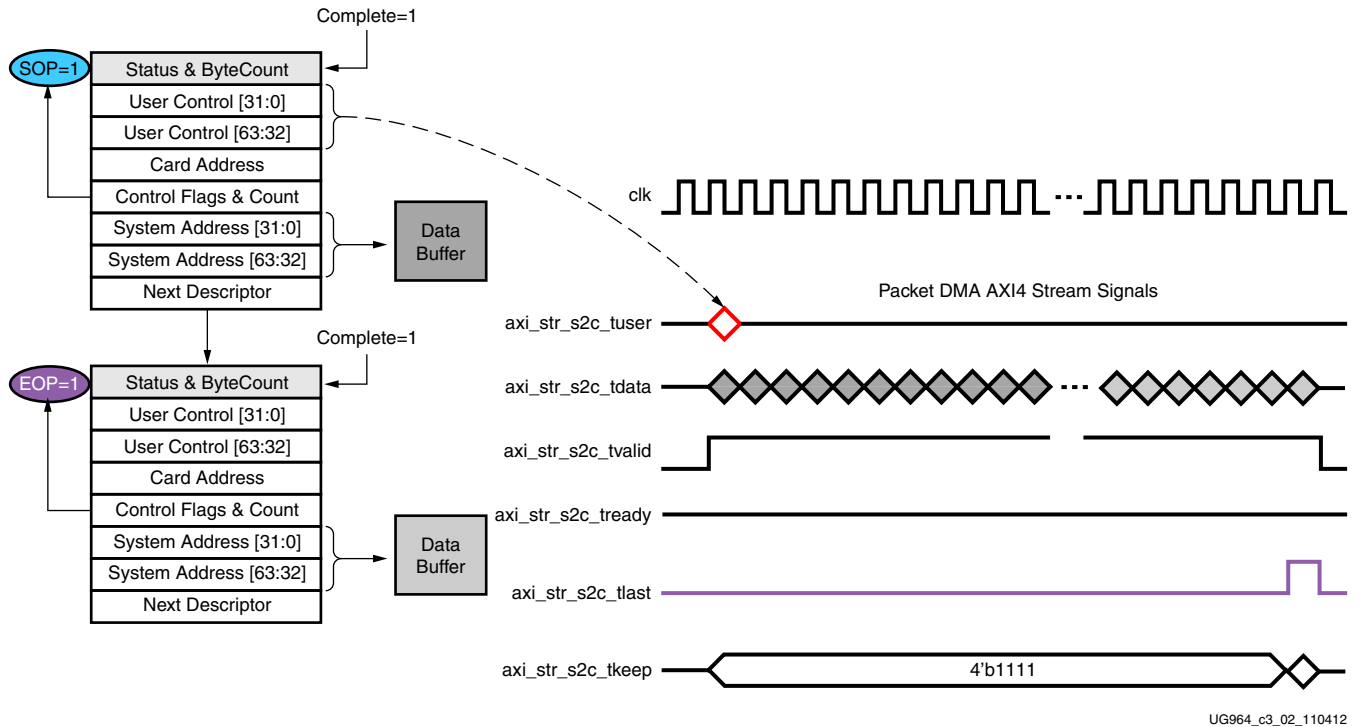 Complete=1
SOP=1
Status & ByteCount
User Control [31:0]
User Control [63:32]
Card Address
Control Flags & Count
System Address [31:0]
System Address [63:32]
Next Descriptor
Data
Buffer
Complete=1
EOP=1
Status & ByteCount
User Control [31:0]
User Control [63:32]
Card Address
Control Flags & Count
System Address [31:0]
System Address [63:32]
Next Descriptor
Data
Buffer
clk
Packet DMA AXI4 Stream Signals
axi_str_s2c_tuser
axi_str_s2c_tdata
axi_str_s2c_tvalid
axi_str_s2c_tready
axi_str_s2c_tlast
axi_str_s2c_tkeep
4'b1111
UG964_c3_02_110412